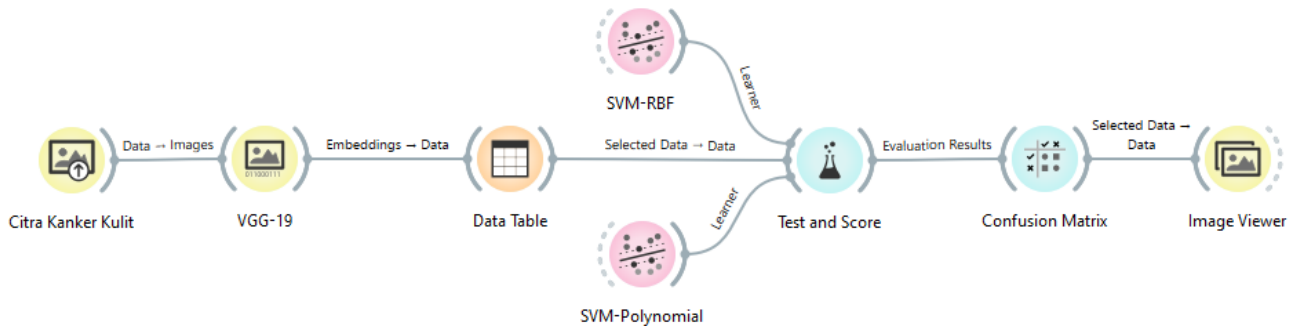 SVM-RBF
Learner
Data → Images
Embeddings → Data
Selected Data → Data
Evaluation Results
Selected Data →
Data
011000111
Citra Kanker Kulit
VGG-19
Data Table
Test and Score
Confusion Matrix
Image Viewer
Learner
SVM-Polynomial